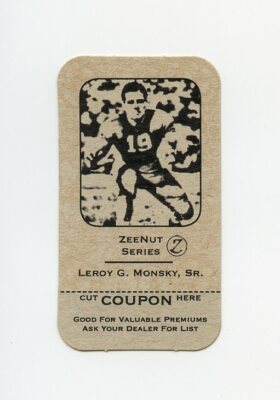 19
ZeeNut
Series Z
Leroy G. Monsky, Sr.
CUT COUPON HERE
Good For Valuable Premiums
Ask Your Dealer For List